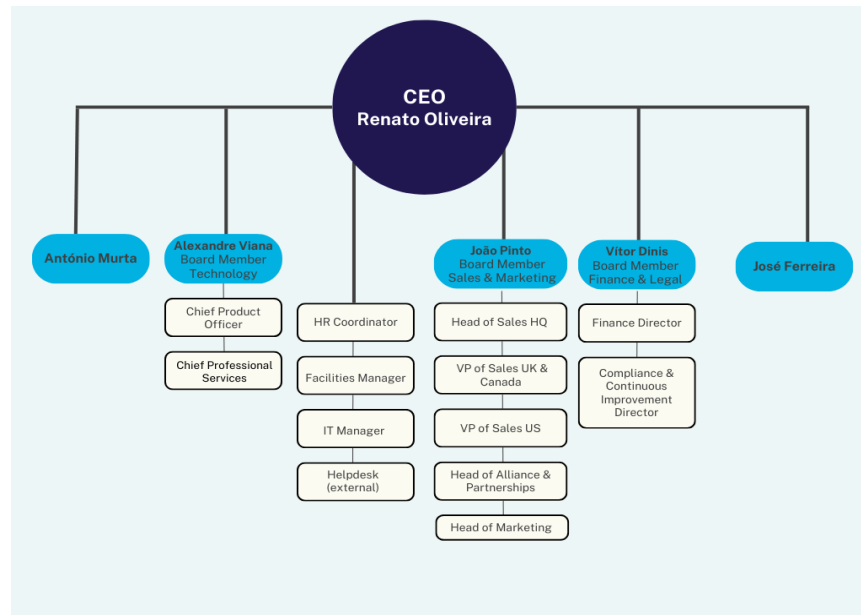 CEO
Renato Oliveira
António Murta
Alexandre Viana
Board Member
Technology
João Pinto
Board Member
Sales & Marketing
Vítor Dinis
Board Member
Finance & Legal
José Ferreira
Chief Product
Officer
Chief Professional
Services
HR Coordinator
Facilities Manager
IT Manager
Helpdesk
(external)
Head of Sales HQ
VP of Sales UK &
Canada
VP of Sales US
Head of Alliance &
Partnerships
Head of Marketing
Finance Director
Compliance &
Continuous
Improvement
Director